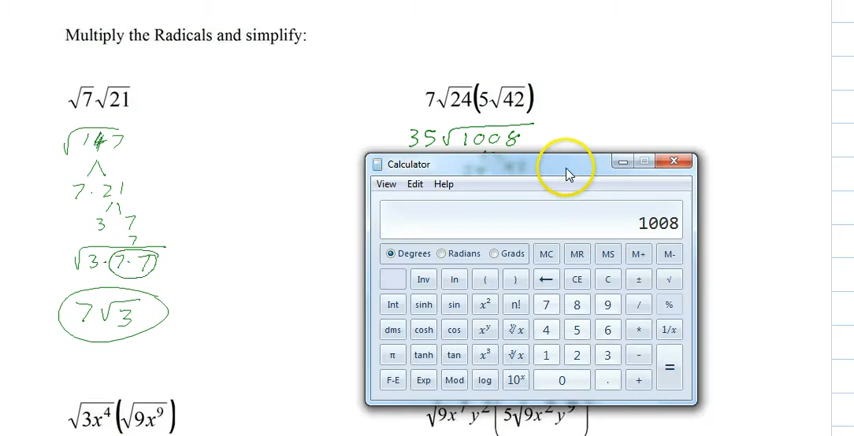 Multiply the Radicals and simplify:
√7√21
√147
7·21
3 7
7
√3·7·7
7√3
7√24(5√42)
35√1008
Calculator
View Edit Help
1008
Degrees Radians Grads MC MR MS M+ M-
Inv ln ( ) ← CE C ± √
Int sinh sin x² n! 7 8 9 / %
dms cosh cos xʸ ʸ√x 4 5 6 * 1/x
π tanh tan x³ ³√x 1 2 3 - =
F-E Exp Mod log 10ˣ 0 . +
√3x⁴(√9x⁹)